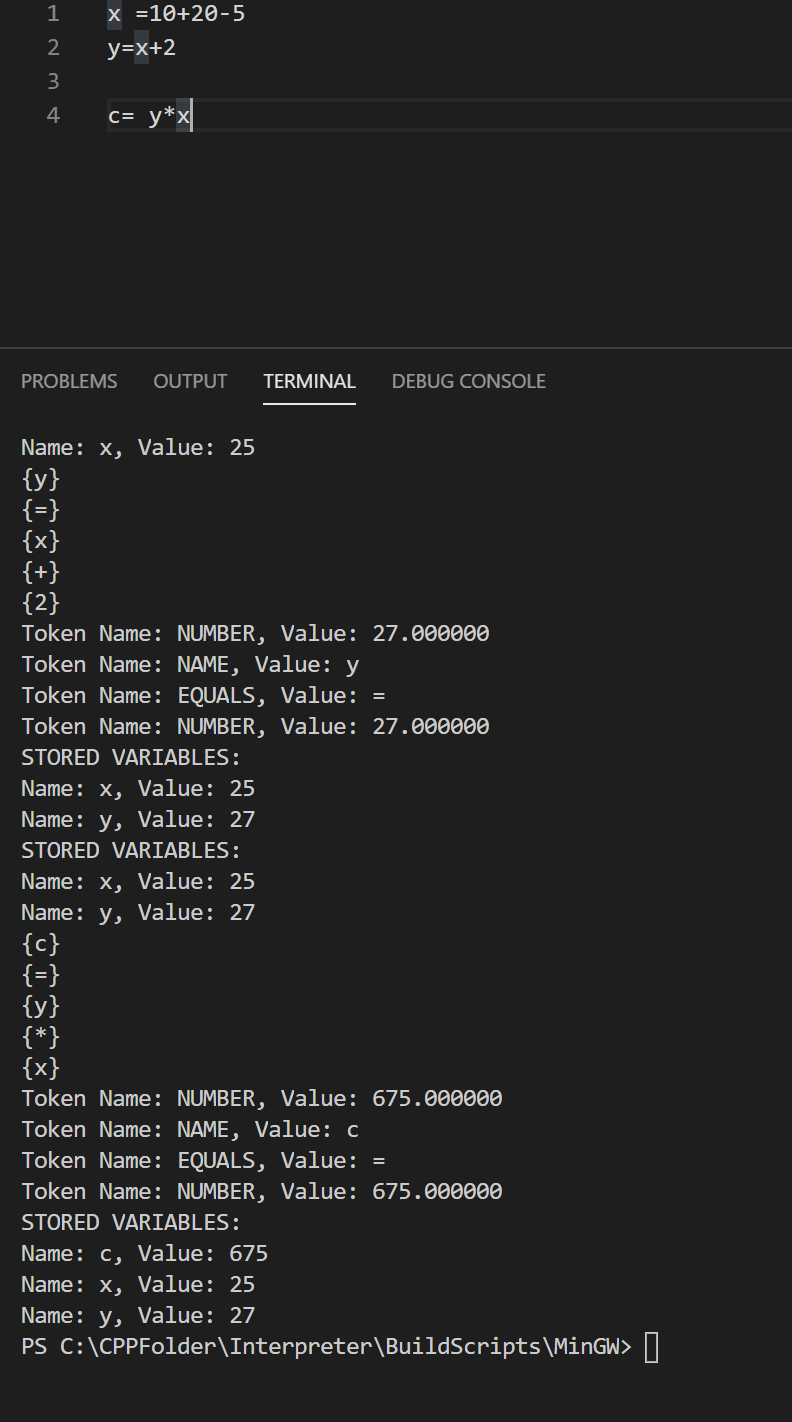 1 x =10+20-5
2 y=x+2
3
4 c= y*x
PROBLEMS OUTPUT TERMINAL DEBUG CONSOLE
Name: x, Value: 25
{y}
{=}
{x}
{+}
{2}
Token Name: NUMBER, Value: 27.000000
Token Name: NAME, Value: y
Token Name: EQUALS, Value: =
Token Name: NUMBER, Value: 27.000000
STORED VARIABLES:
Name: x, Value: 25
Name: y, Value: 27
STORED VARIABLES:
Name: x, Value: 25
Name: y, Value: 27
{c}
{=}
{y}
{*}
{x}
Token Name: NUMBER, Value: 675.000000
Token Name: NAME, Value: c
Token Name: EQUALS, Value: =
Token Name: NUMBER, Value: 675.000000
STORED VARIABLES:
Name: c, Value: 675
Name: x, Value: 25
Name: y, Value: 27
PS C:\CPPFolder\Interpreter\BuildScripts\MinGW>